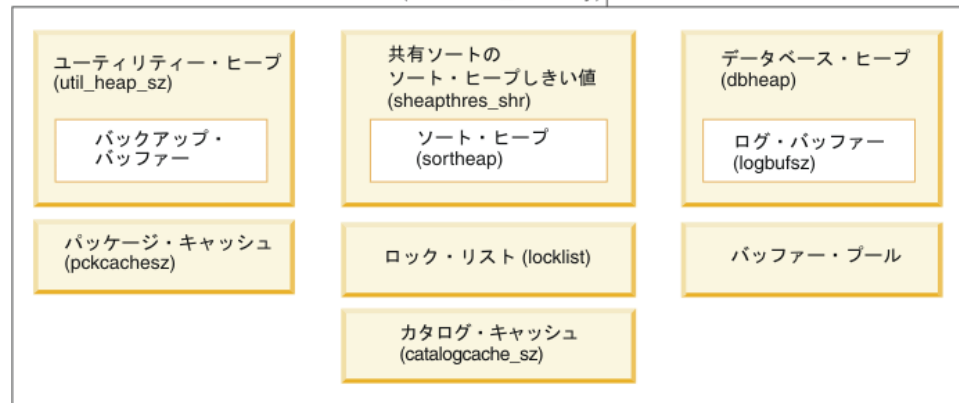 ユーティリティー・ヒープ
(util_heap_sz)
バックアップ・
バッファー
共有ソートの
ソート・ヒープしきい値
(sheapthres_shr)
ソート・ヒープ
(sortheap)
データベース・ヒープ
(dbheap)
ログ・バッファー
(logbufsz)
パッケージ・キャッシュ
(pckcachesz)
ロック・リスト (locklist)
バッファー・プール
カタログ・キャッシュ
(catalogcache_sz)